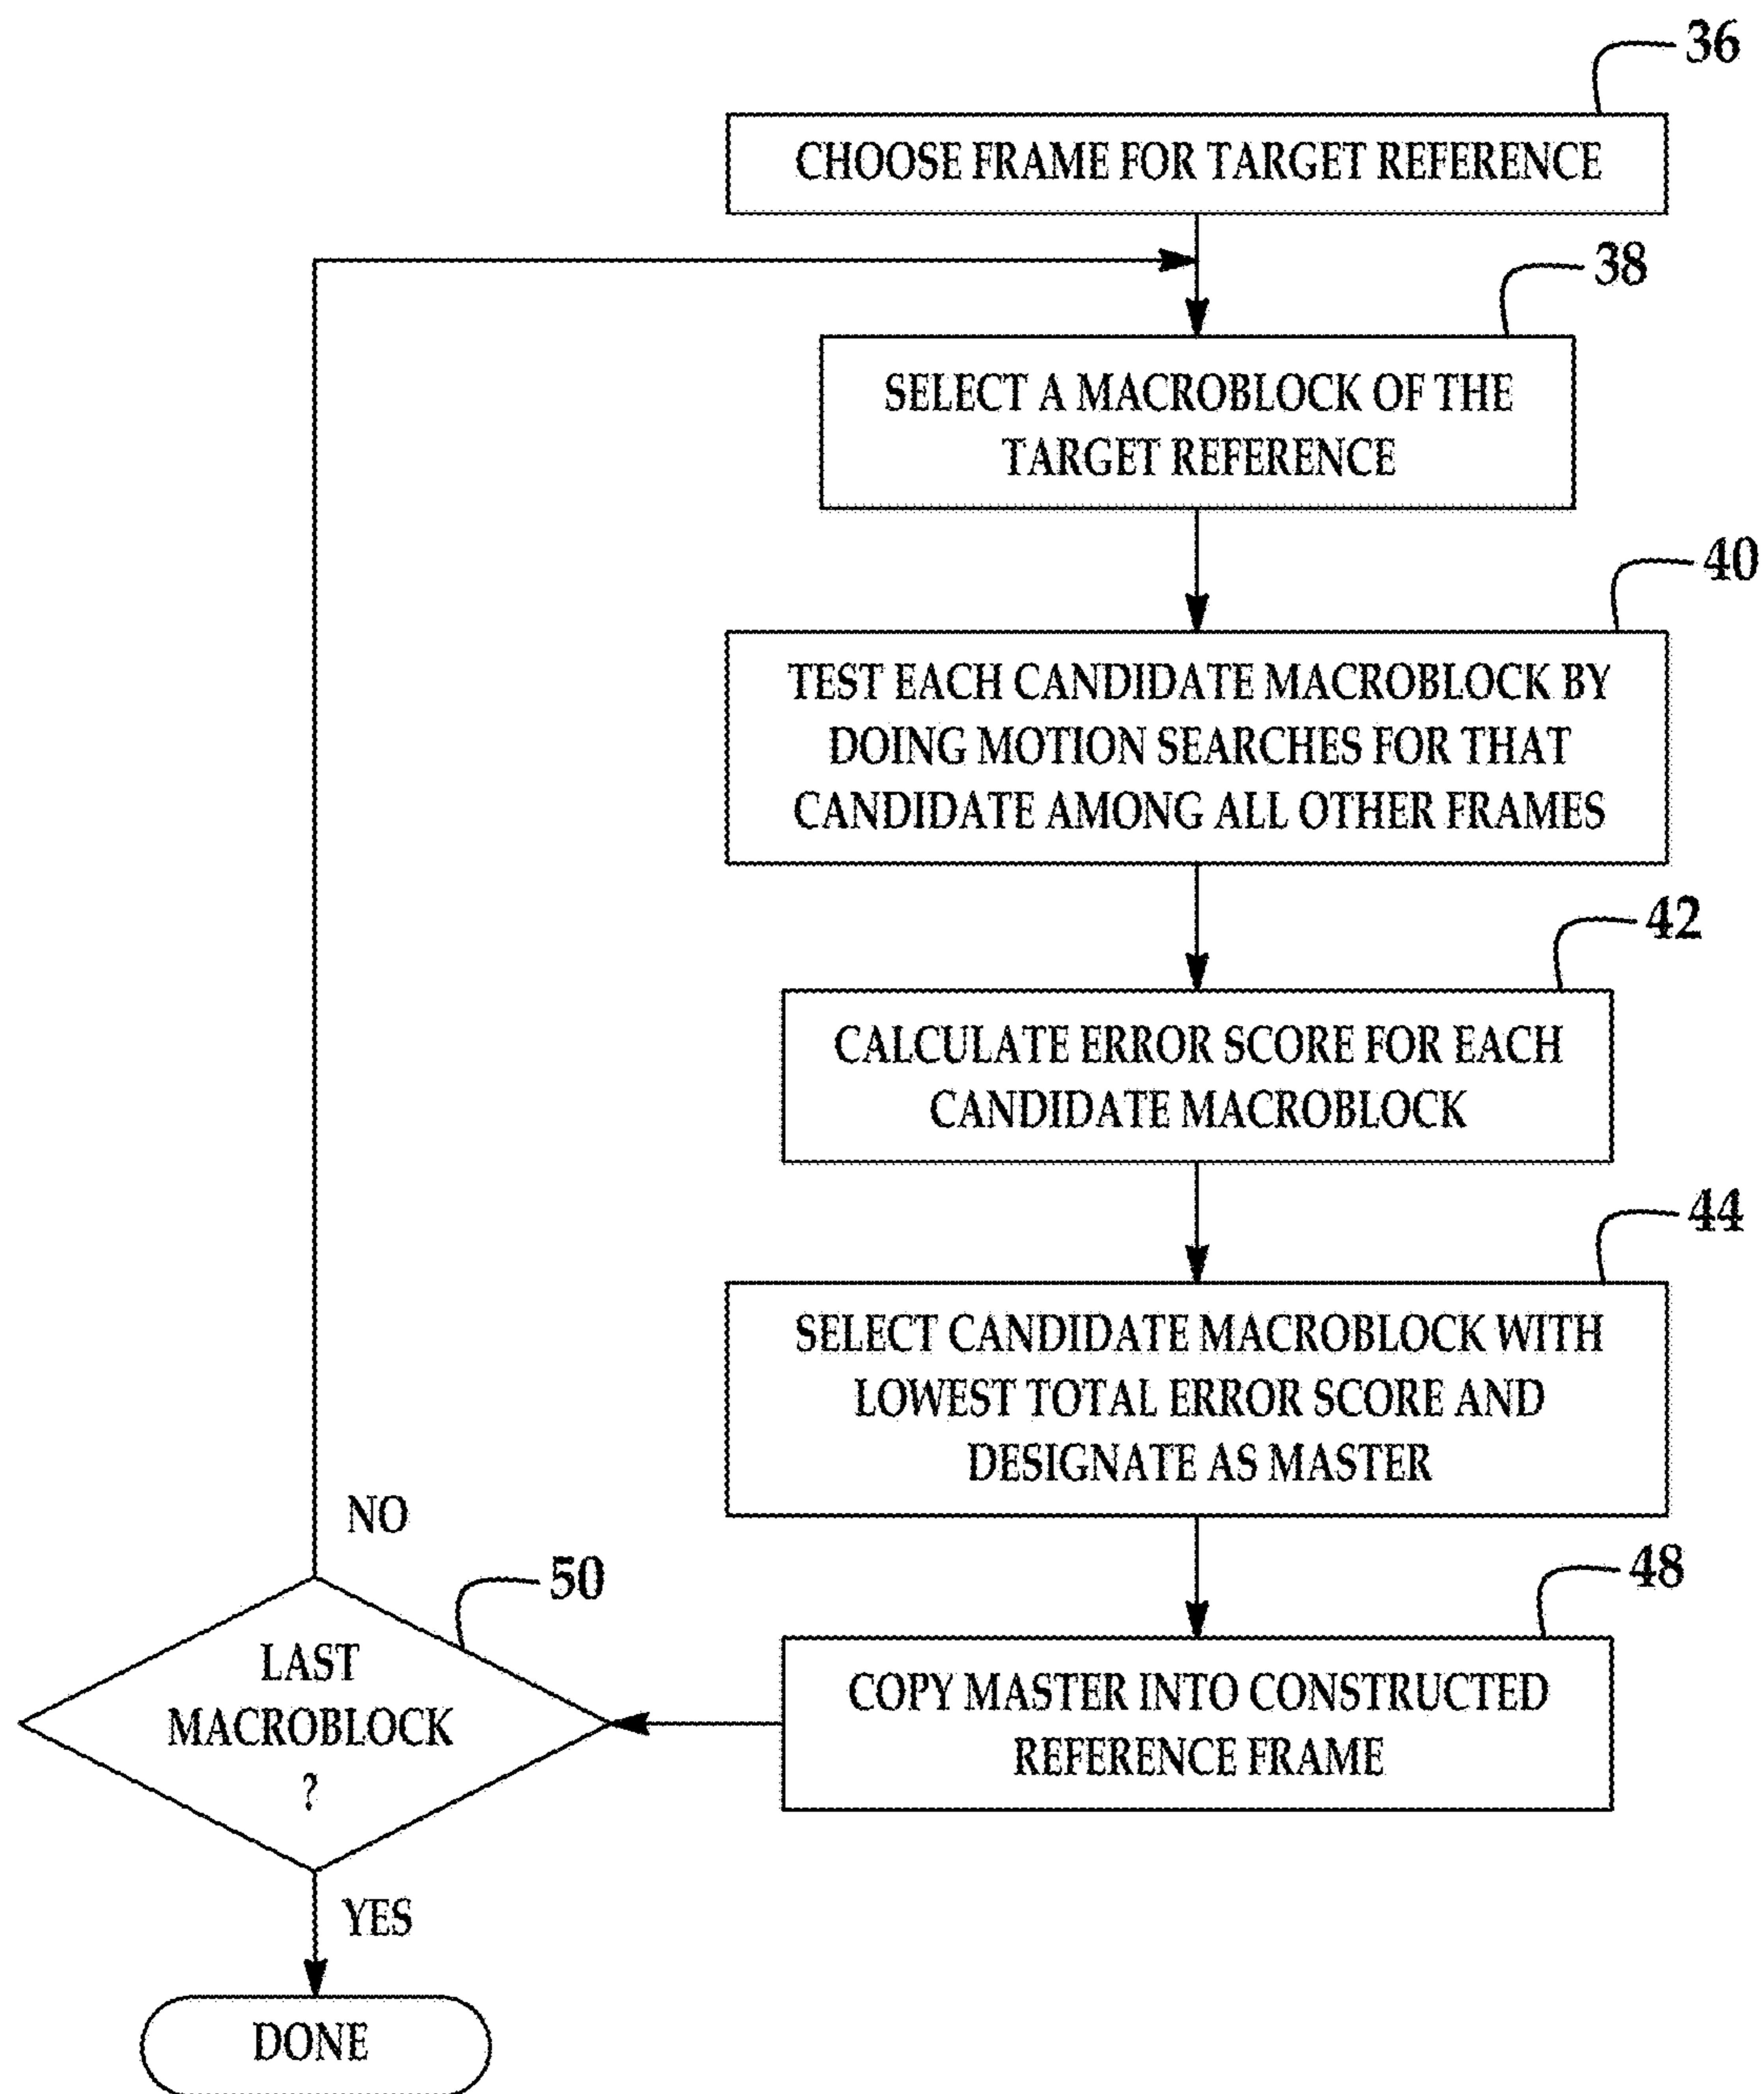 36
CHOOSE FRAME FOR TARGET REFERENCE
38
SELECT A MACROBLOCK OF THE
TARGET REFERENCE
40
TEST EACH CANDIDATE MACROBLOCK BY
DOING MOTION SEARCHES FOR THAT
CANDIDATE AMONG ALL OTHER FRAMES
42
CALCULATE ERROR SCORE FOR EACH
CANDIDATE MACROBLOCK
44
SELECT CANDIDATE MACROBLOCK WITH
LOWEST TOTAL ERROR SCORE AND
DESIGNATE AS MASTER
48
COPY MASTER INTO CONSTRUCTED
REFERENCE FRAME
NO
50
LAST
MACROBLOCK
?
YES
DONE